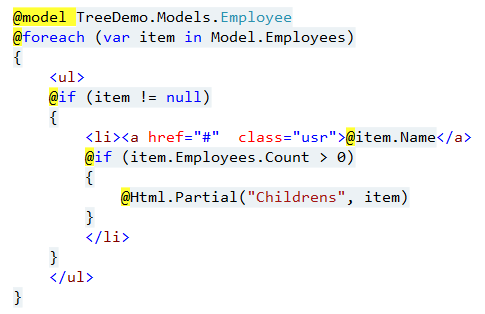 @model TreeDemo.Models.Employee
@foreach (var item in Model.Employees)
{
    <ul>
    @if (item != null)
    {
        <li><a href="#"  class="usr">@item.Name</a>
        @if (item.Employees.Count > 0)
        {
            @Html.Partial("Childrens", item)
        }
        </li>
    }
    </ul>
}